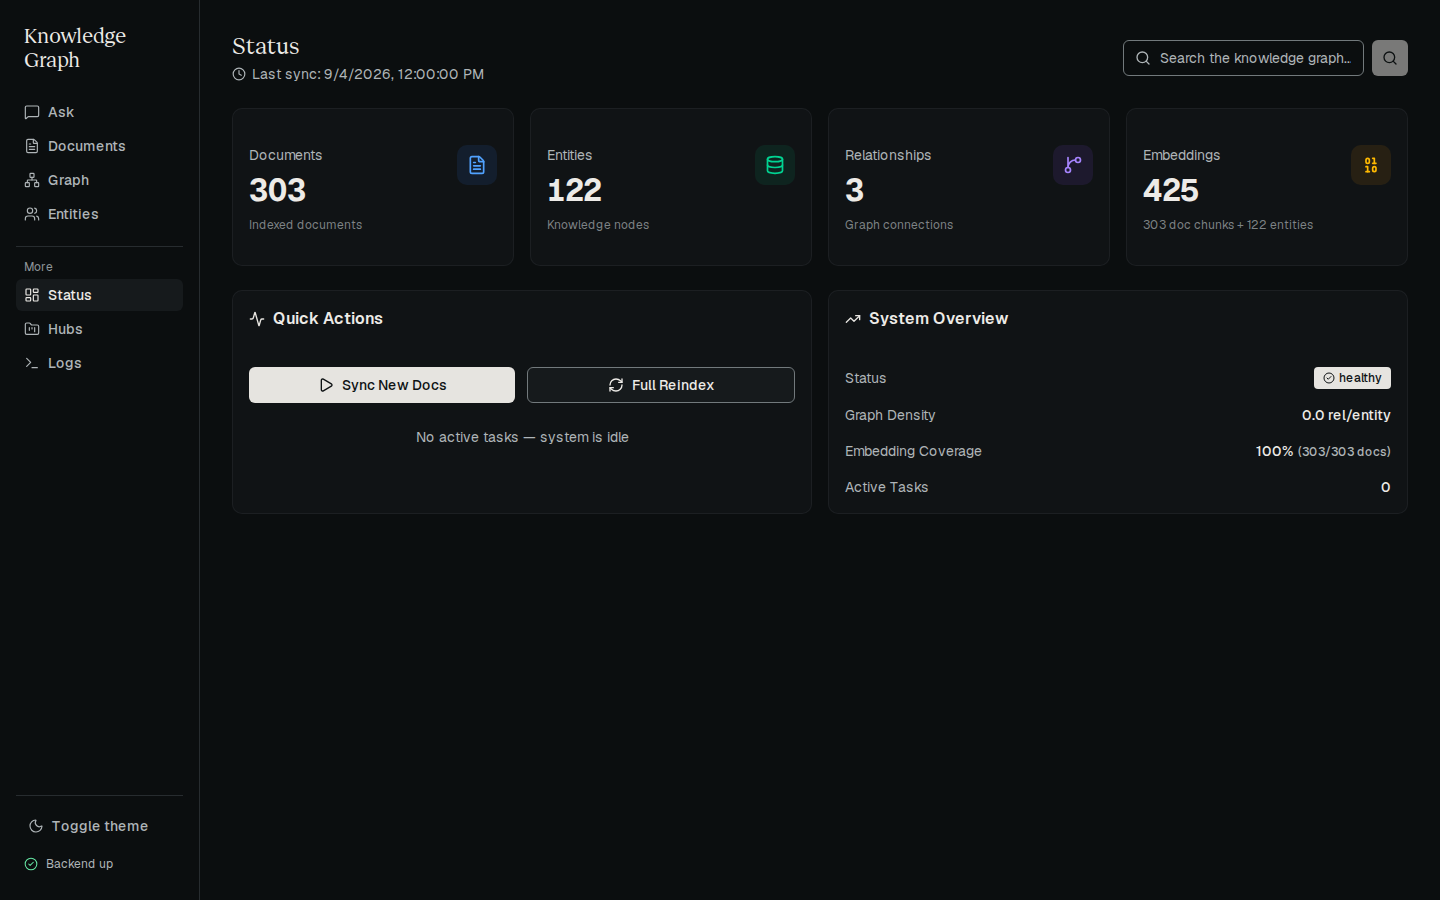 Knowledge
Graph
Ask
Documents
Graph
Entities
More
Status
Hubs
Logs
Toggle theme
Backend up
Status
Last sync: 9/4/2026, 12:00:00 PM
Search the knowledge graph...
Documents
303
Indexed documents
Entities
122
Knowledge nodes
Relationships
3
Graph connections
Embeddings
425
303 doc chunks + 122 entities
Quick Actions
Sync New Docs
Full Reindex
No active tasks — system is idle
System Overview
Status
healthy
Graph Density
0.0 rel/entity
Embedding Coverage
100% (303/303 docs)
Active Tasks
0